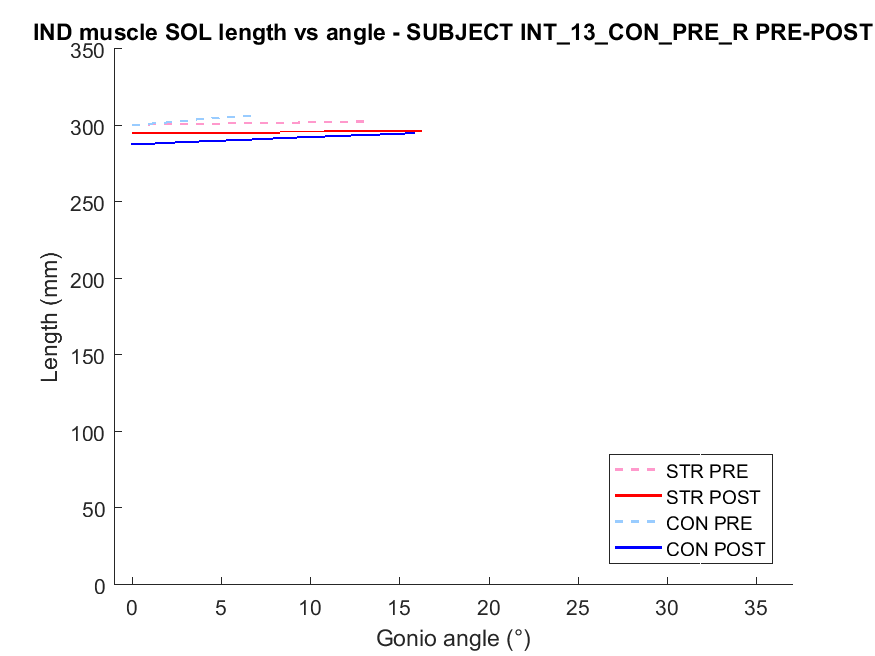 IND muscle SOL length vs angle - SUBJECT INT_13_CON_PRE_R PRE-POST
350
300
250
200
150
100
50
0
Length (mm)
STR PRE
STR POST
CON PRE
CON POST
0 5 10 15 20 25 30 35
Gonio angle (°)